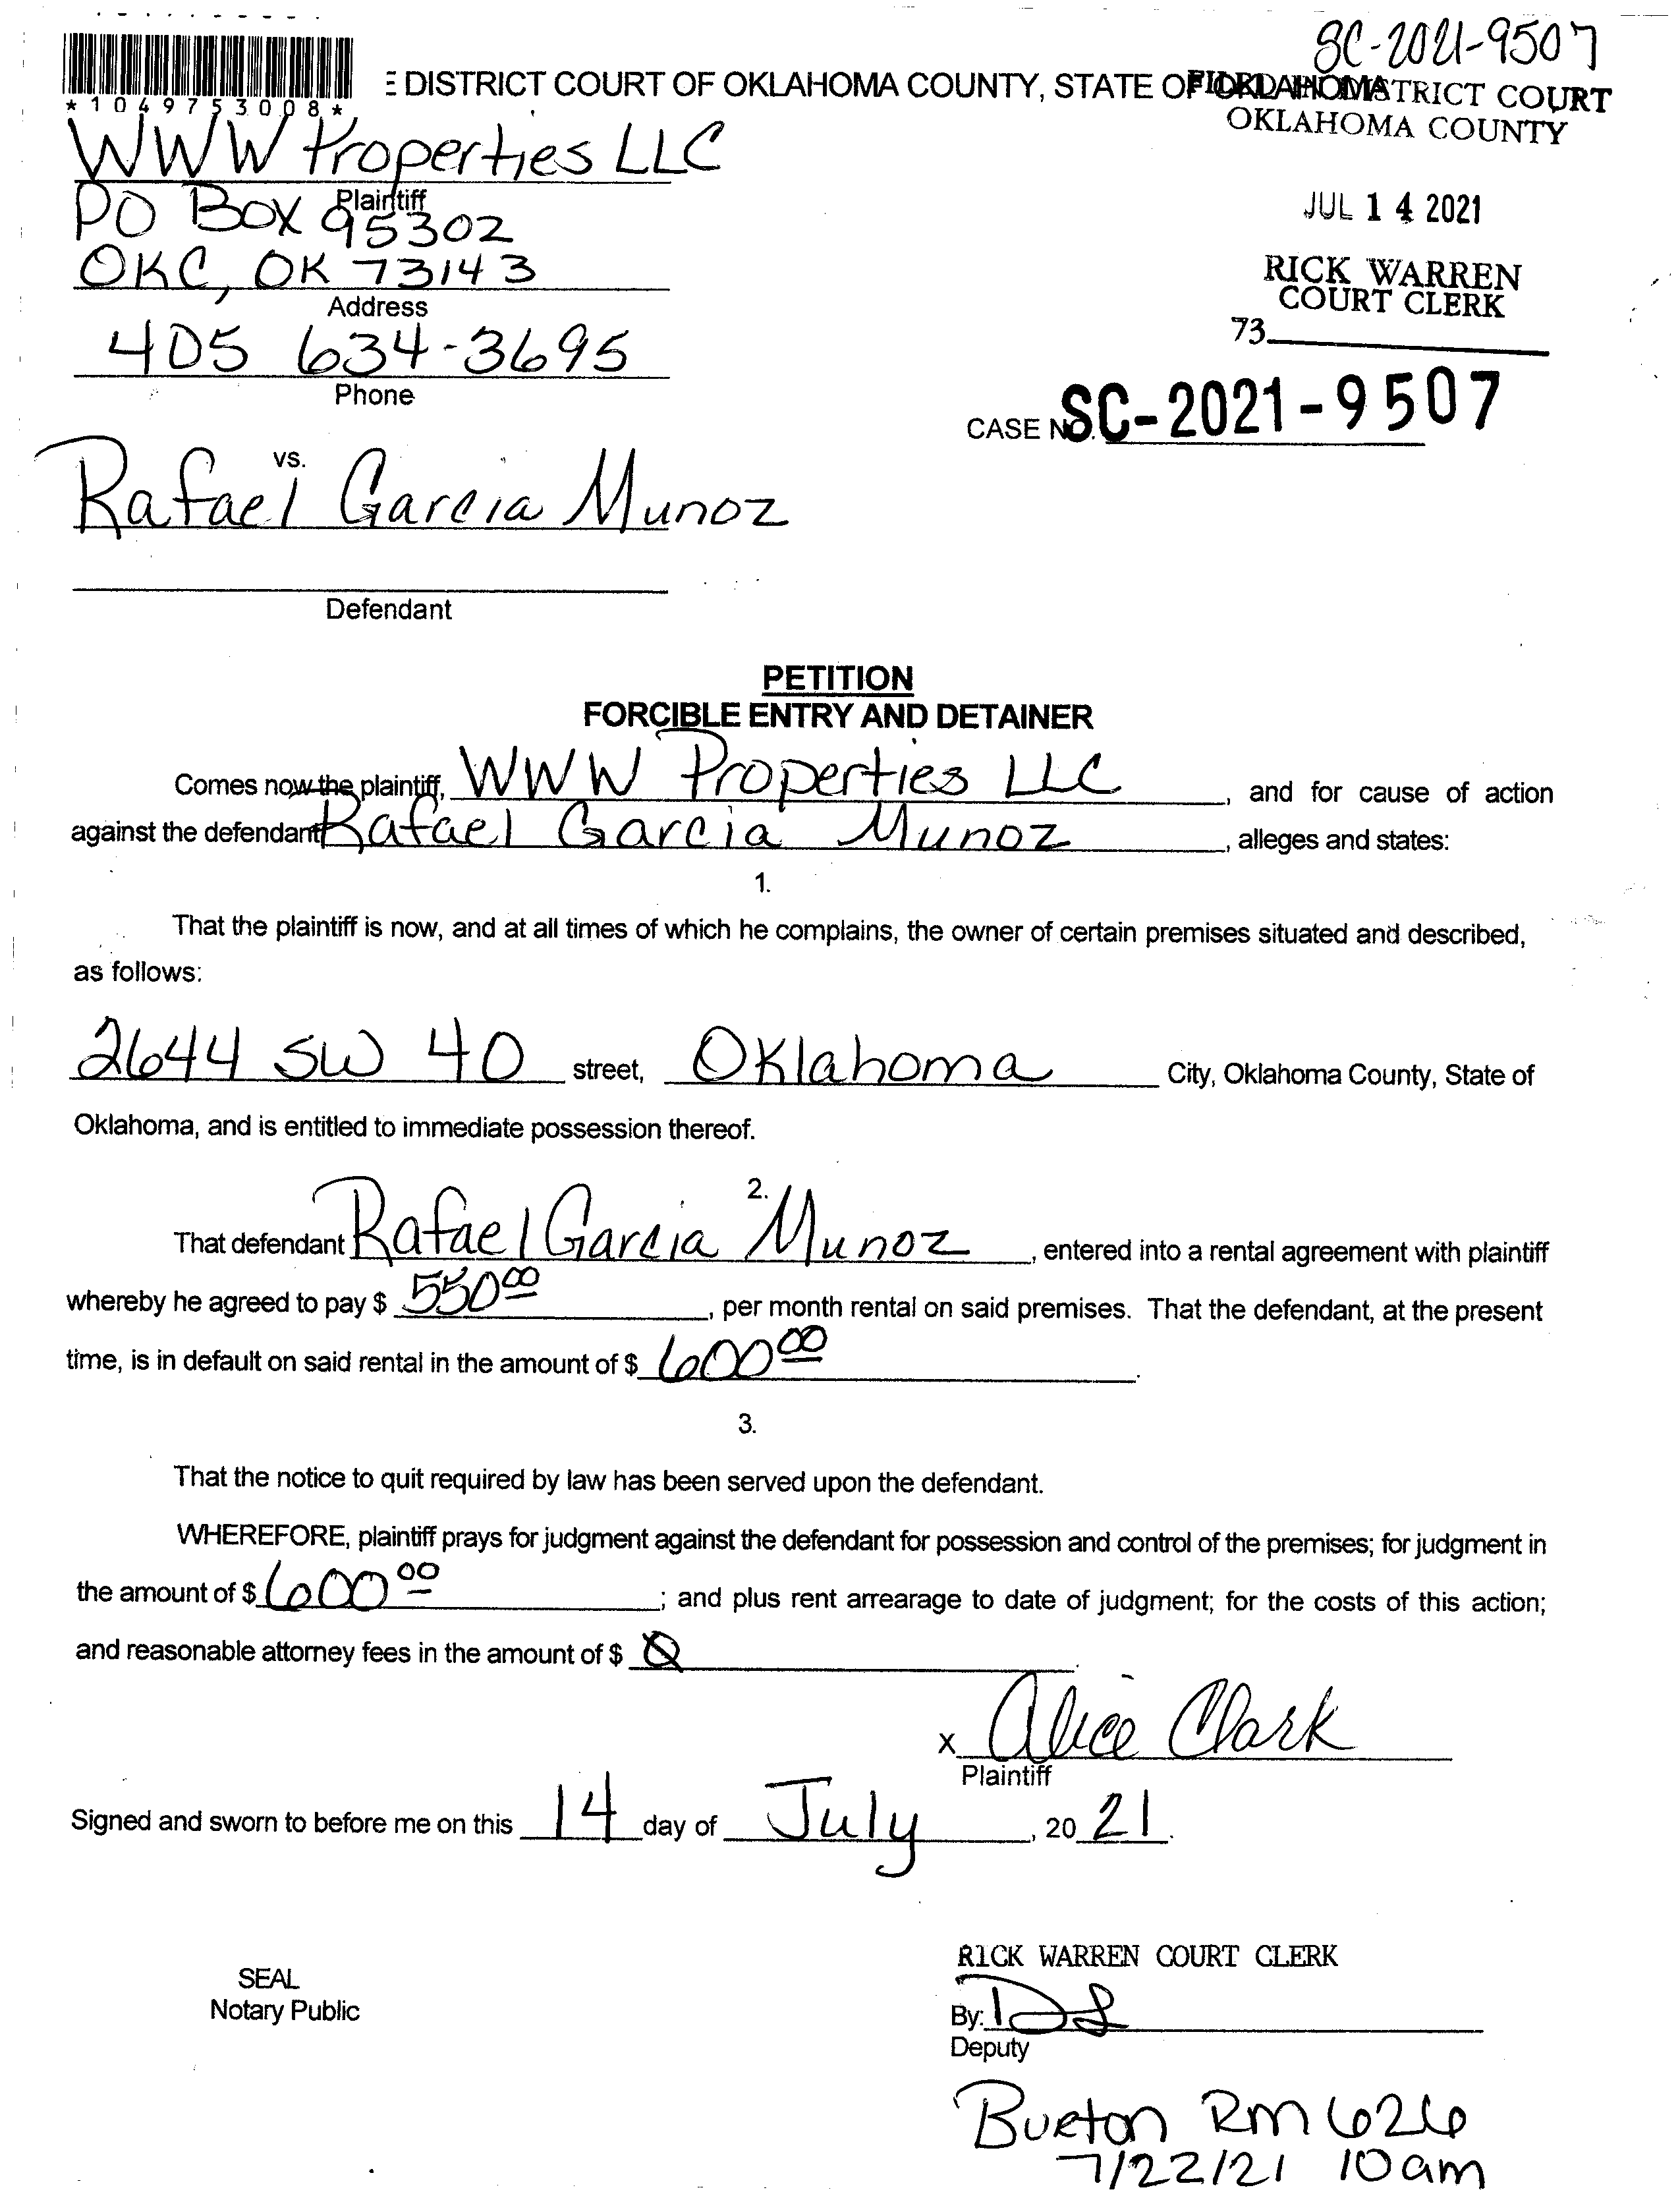 SC-2021-9507
E DISTRICT COURT OF OKLAHOMA COUNTY, STATE OF OKLAHOMA
FILED IN DISTRICT COURT
OKLAHOMA COUNTY
*1049753008*
WWW Properties LLC
Plaintiff
PO Box 95302
OKC, OK 73143
Address
405 634-3695
Phone
JUL 14 2021
RICK WARREN
COURT CLERK
73
CASE NO. SC-2021-9507
vs.
Rafael Garcia Munoz
Defendant
PETITION
FORCIBLE ENTRY AND DETAINER
Comes now the plaintiff, WWW Properties LLC, and for cause of action
against the defendant Rafael Garcia Munoz, alleges and states:
1.
That the plaintiff is now, and at all times of which he complains, the owner of certain premises situated and described,
as follows:
2644 SW 40 street, Oklahoma City, Oklahoma County, State of
Oklahoma, and is entitled to immediate possession thereof.
2.
That defendant Rafael Garcia Munoz, entered into a rental agreement with plaintiff
whereby he agreed to pay $ 550 00, per month rental on said premises. That the defendant, at the present
time, is in default on said rental in the amount of $ 600 00.
3.
That the notice to quit required by law has been served upon the defendant.
WHEREFORE, plaintiff prays for judgment against the defendant for possession and control of the premises; for judgment in
the amount of $ 600 00; and plus rent arrearage to date of judgment; for the costs of this action;
and reasonable attorney fees in the amount of $ 0.
x Alice Clark
Plaintiff
Signed and sworn to before me on this 14 day of July, 20 21.
SEAL
Notary Public
RICK WARREN COURT CLERK
By:
Deputy
Burton Rm 626
7/22/21 10am